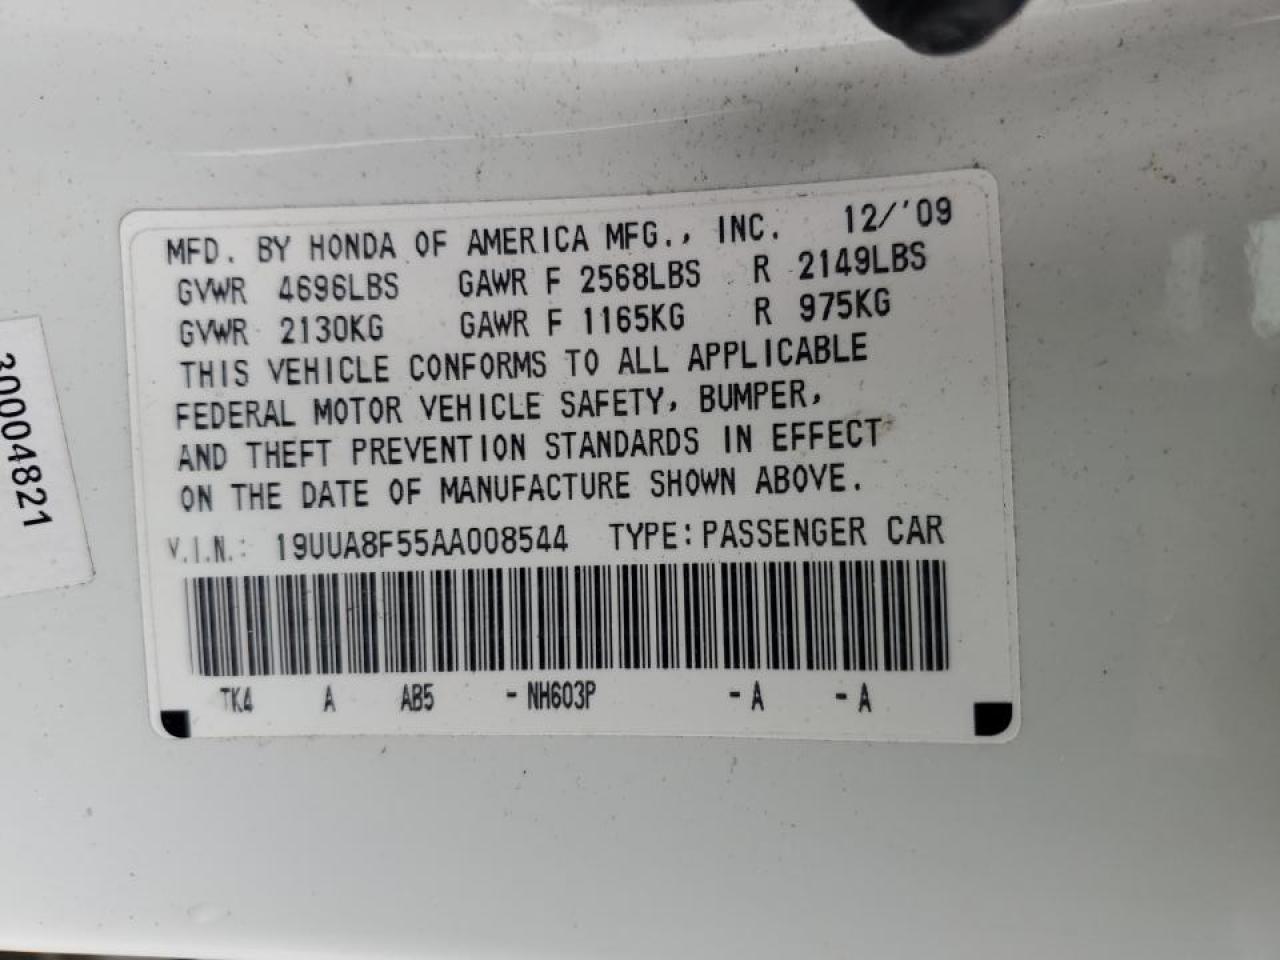 MFD. BY HONDA OF AMERICA MFG., INC. 12/'09
GVWR 4696LBS GAWR F 2568LBS R 2149LBS
GVWR 2130KG GAWR F 1165KG R 975KG
THIS VEHICLE CONFORMS TO ALL APPLICABLE
FEDERAL MOTOR VEHICLE SAFETY, BUMPER,
AND THEFT PREVENTION STANDARDS IN EFFECT
ON THE DATE OF MANUFACTURE SHOWN ABOVE.
V.I.N.: 19UUA8F55AA008544 TYPE:PASSENGER CAR
TK4 A AB5 -NH603P -A -A
30004821